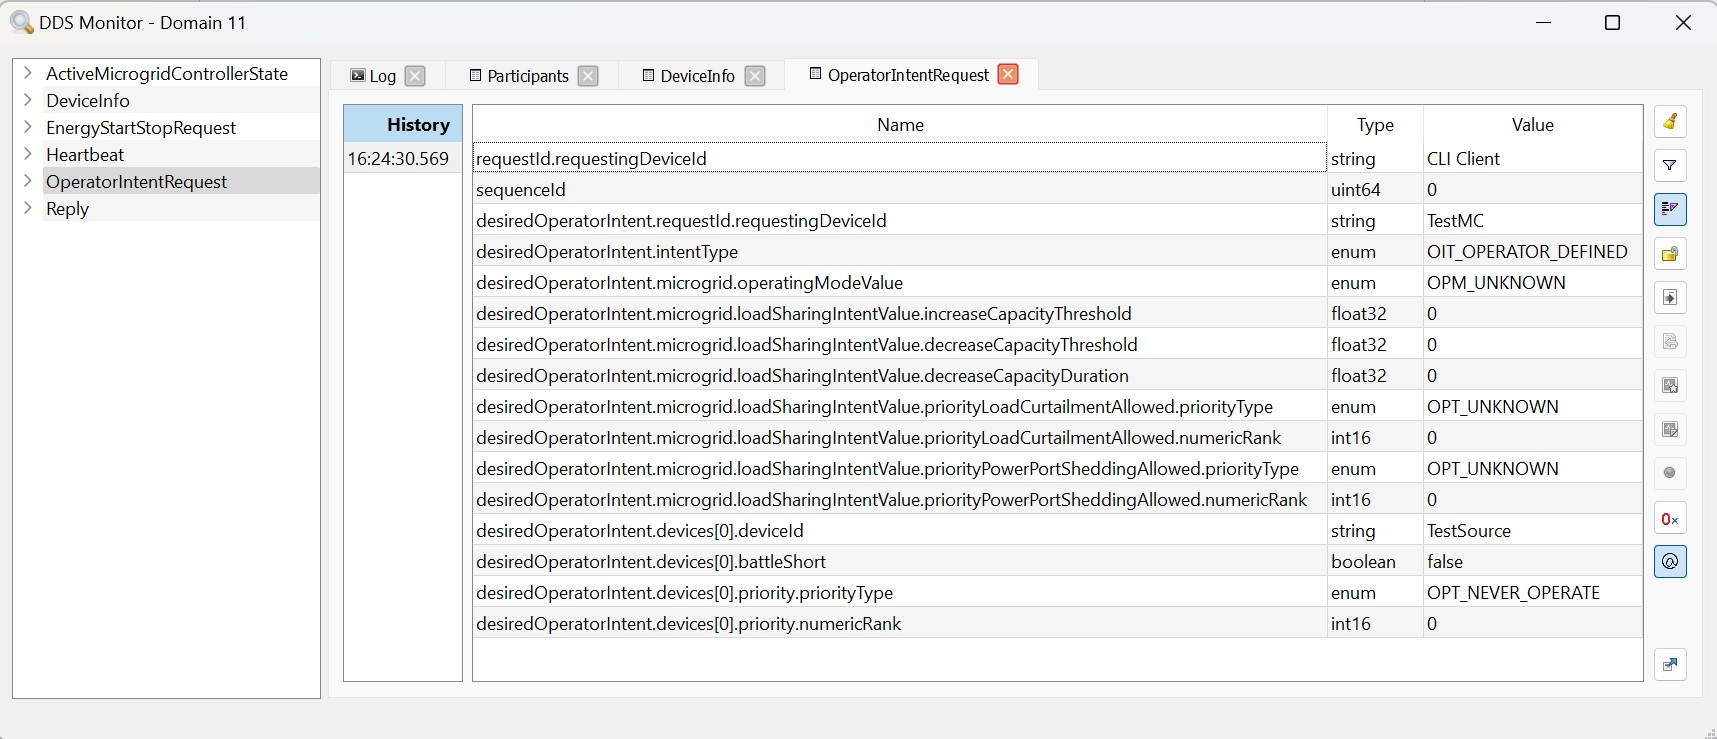 DDS Monitor - Domain 11
ActiveMicrogridControllerState
DeviceInfo
EnergyStartStopRequest
Heartbeat
OperatorIntentRequest
Reply
Log Participants DeviceInfo OperatorIntentRequest
History
16:24:30.569
Name Type Value
requestId.requestingDeviceId string CLI Client
sequenceId uint64 0
desiredOperatorIntent.requestId.requestingDeviceId string TestMC
desiredOperatorIntent.intentType enum OIT_OPERATOR_DEFINED
desiredOperatorIntent.microgrid.operatingModeValue enum OPM_UNKNOWN
desiredOperatorIntent.microgrid.loadSharingIntentValue.increaseCapacityThreshold float32 0
desiredOperatorIntent.microgrid.loadSharingIntentValue.decreaseCapacityThreshold float32 0
desiredOperatorIntent.microgrid.loadSharingIntentValue.decreaseCapacityDuration float32 0
desiredOperatorIntent.microgrid.loadSharingIntentValue.priorityLoadCurtailmentAllowed.priorityType enum OPT_UNKNOWN
desiredOperatorIntent.microgrid.loadSharingIntentValue.priorityLoadCurtailmentAllowed.numericRank int16 0
desiredOperatorIntent.microgrid.loadSharingIntentValue.priorityPowerPortSheddingAllowed.priorityType enum OPT_UNKNOWN
desiredOperatorIntent.microgrid.loadSharingIntentValue.priorityPowerPortSheddingAllowed.numericRank int16 0
desiredOperatorIntent.devices[0].deviceId string TestSource
desiredOperatorIntent.devices[0].battleShort boolean false
desiredOperatorIntent.devices[0].priority.priorityType enum OPT_NEVER_OPERATE
desiredOperatorIntent.devices[0].priority.numericRank int16 0
0x
@